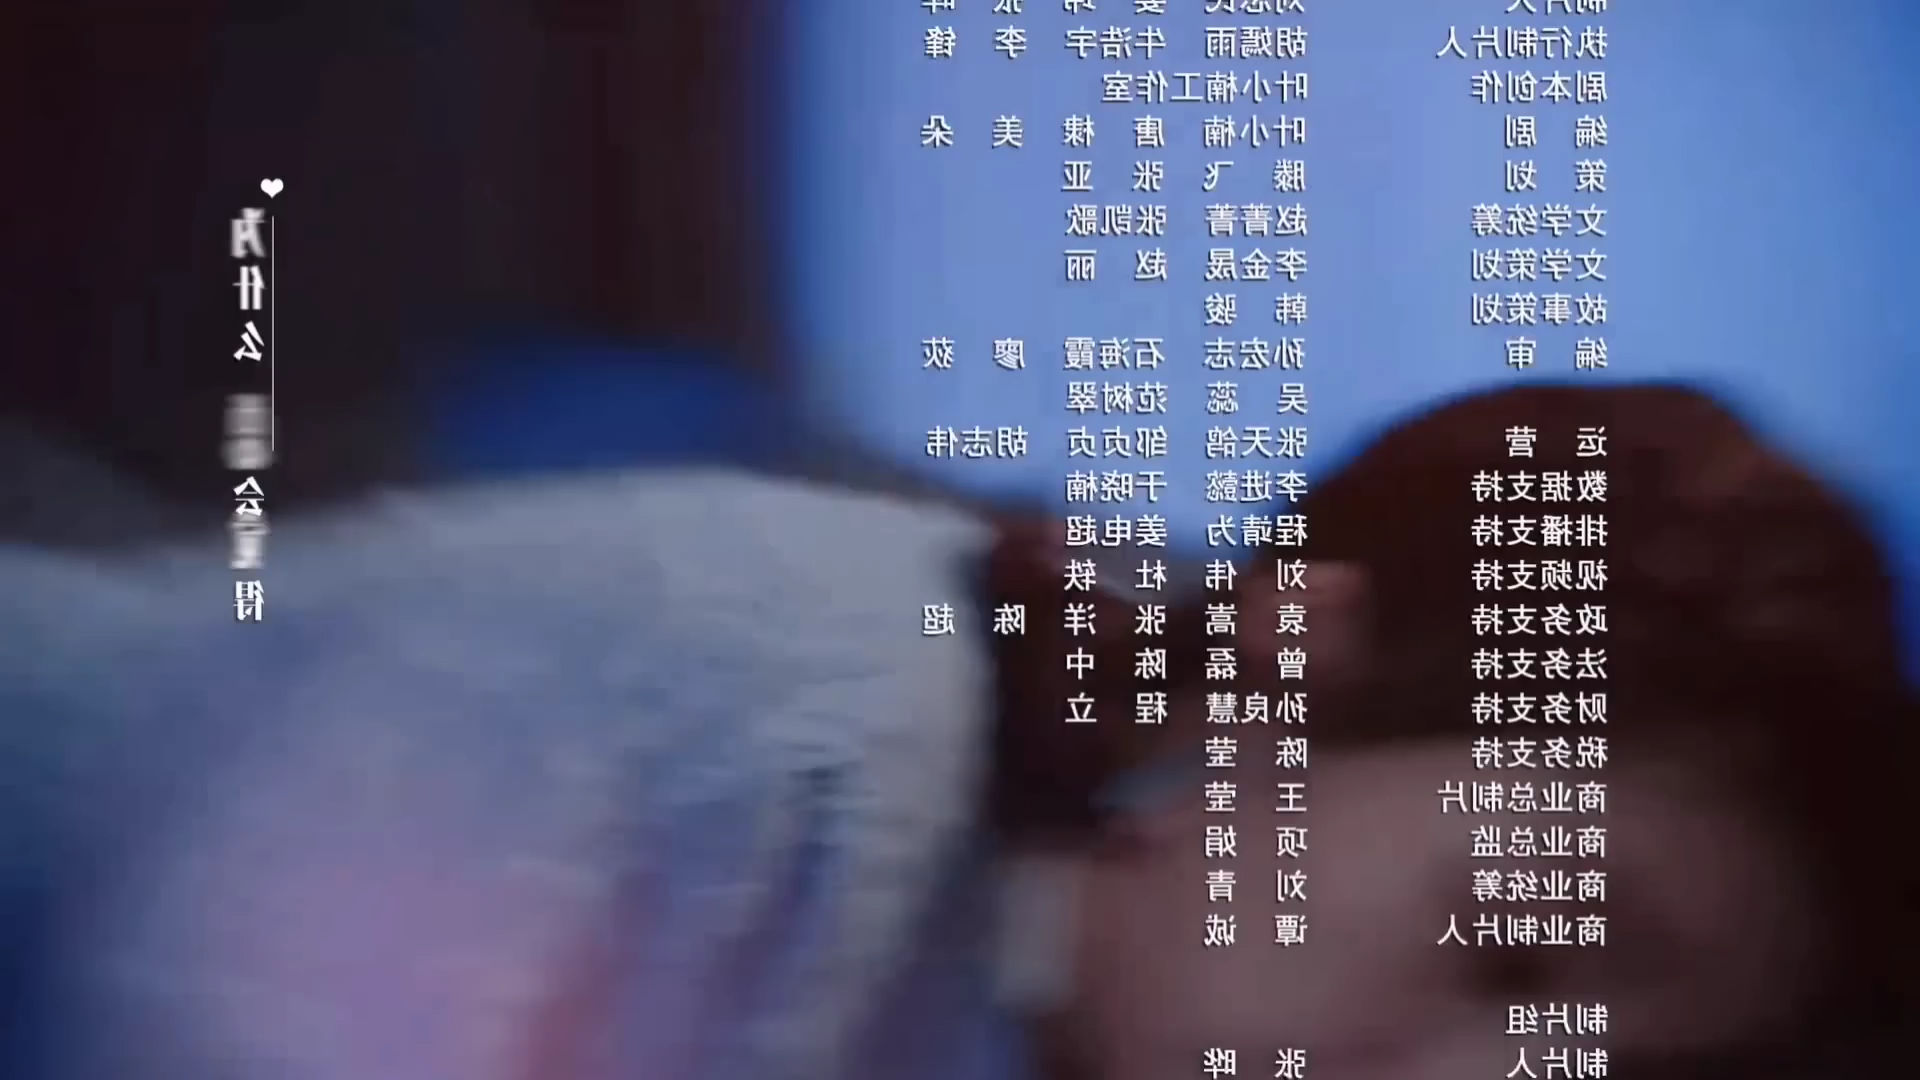 执行制片人 胡嫣雨 牛浩宇 李 锋
剧本创作 叶小楠工作室
编 剧 叶小楠 唐 棣 美 朵
策 划 滕 飞 张 亚
文学统筹 赵菁菁 张凯歌
文学策划 李金晟 赵 丽
故事策划 韩 骏
编 审 孙宏志 石海霞 廖 荻
吴 蕊 范树翠
运 营 张天鸽 邹贞贞 胡志伟
数据支持 李进懿 于晓楠
排播支持 程靖为 姜电超
视频支持 刘 伟 杜 轶
政务支持 袁 嵩 张 洋 陈 超
法务支持 曾 磊 陈 中
财务支持 孙良慧 程 立
税务支持 陈 莹
商业总制片 王 莹
商业总监 项 娟
商业统筹 刘 青
商业制片人 谭 诚
制片组
制片人 张 晔
为什么 会 得